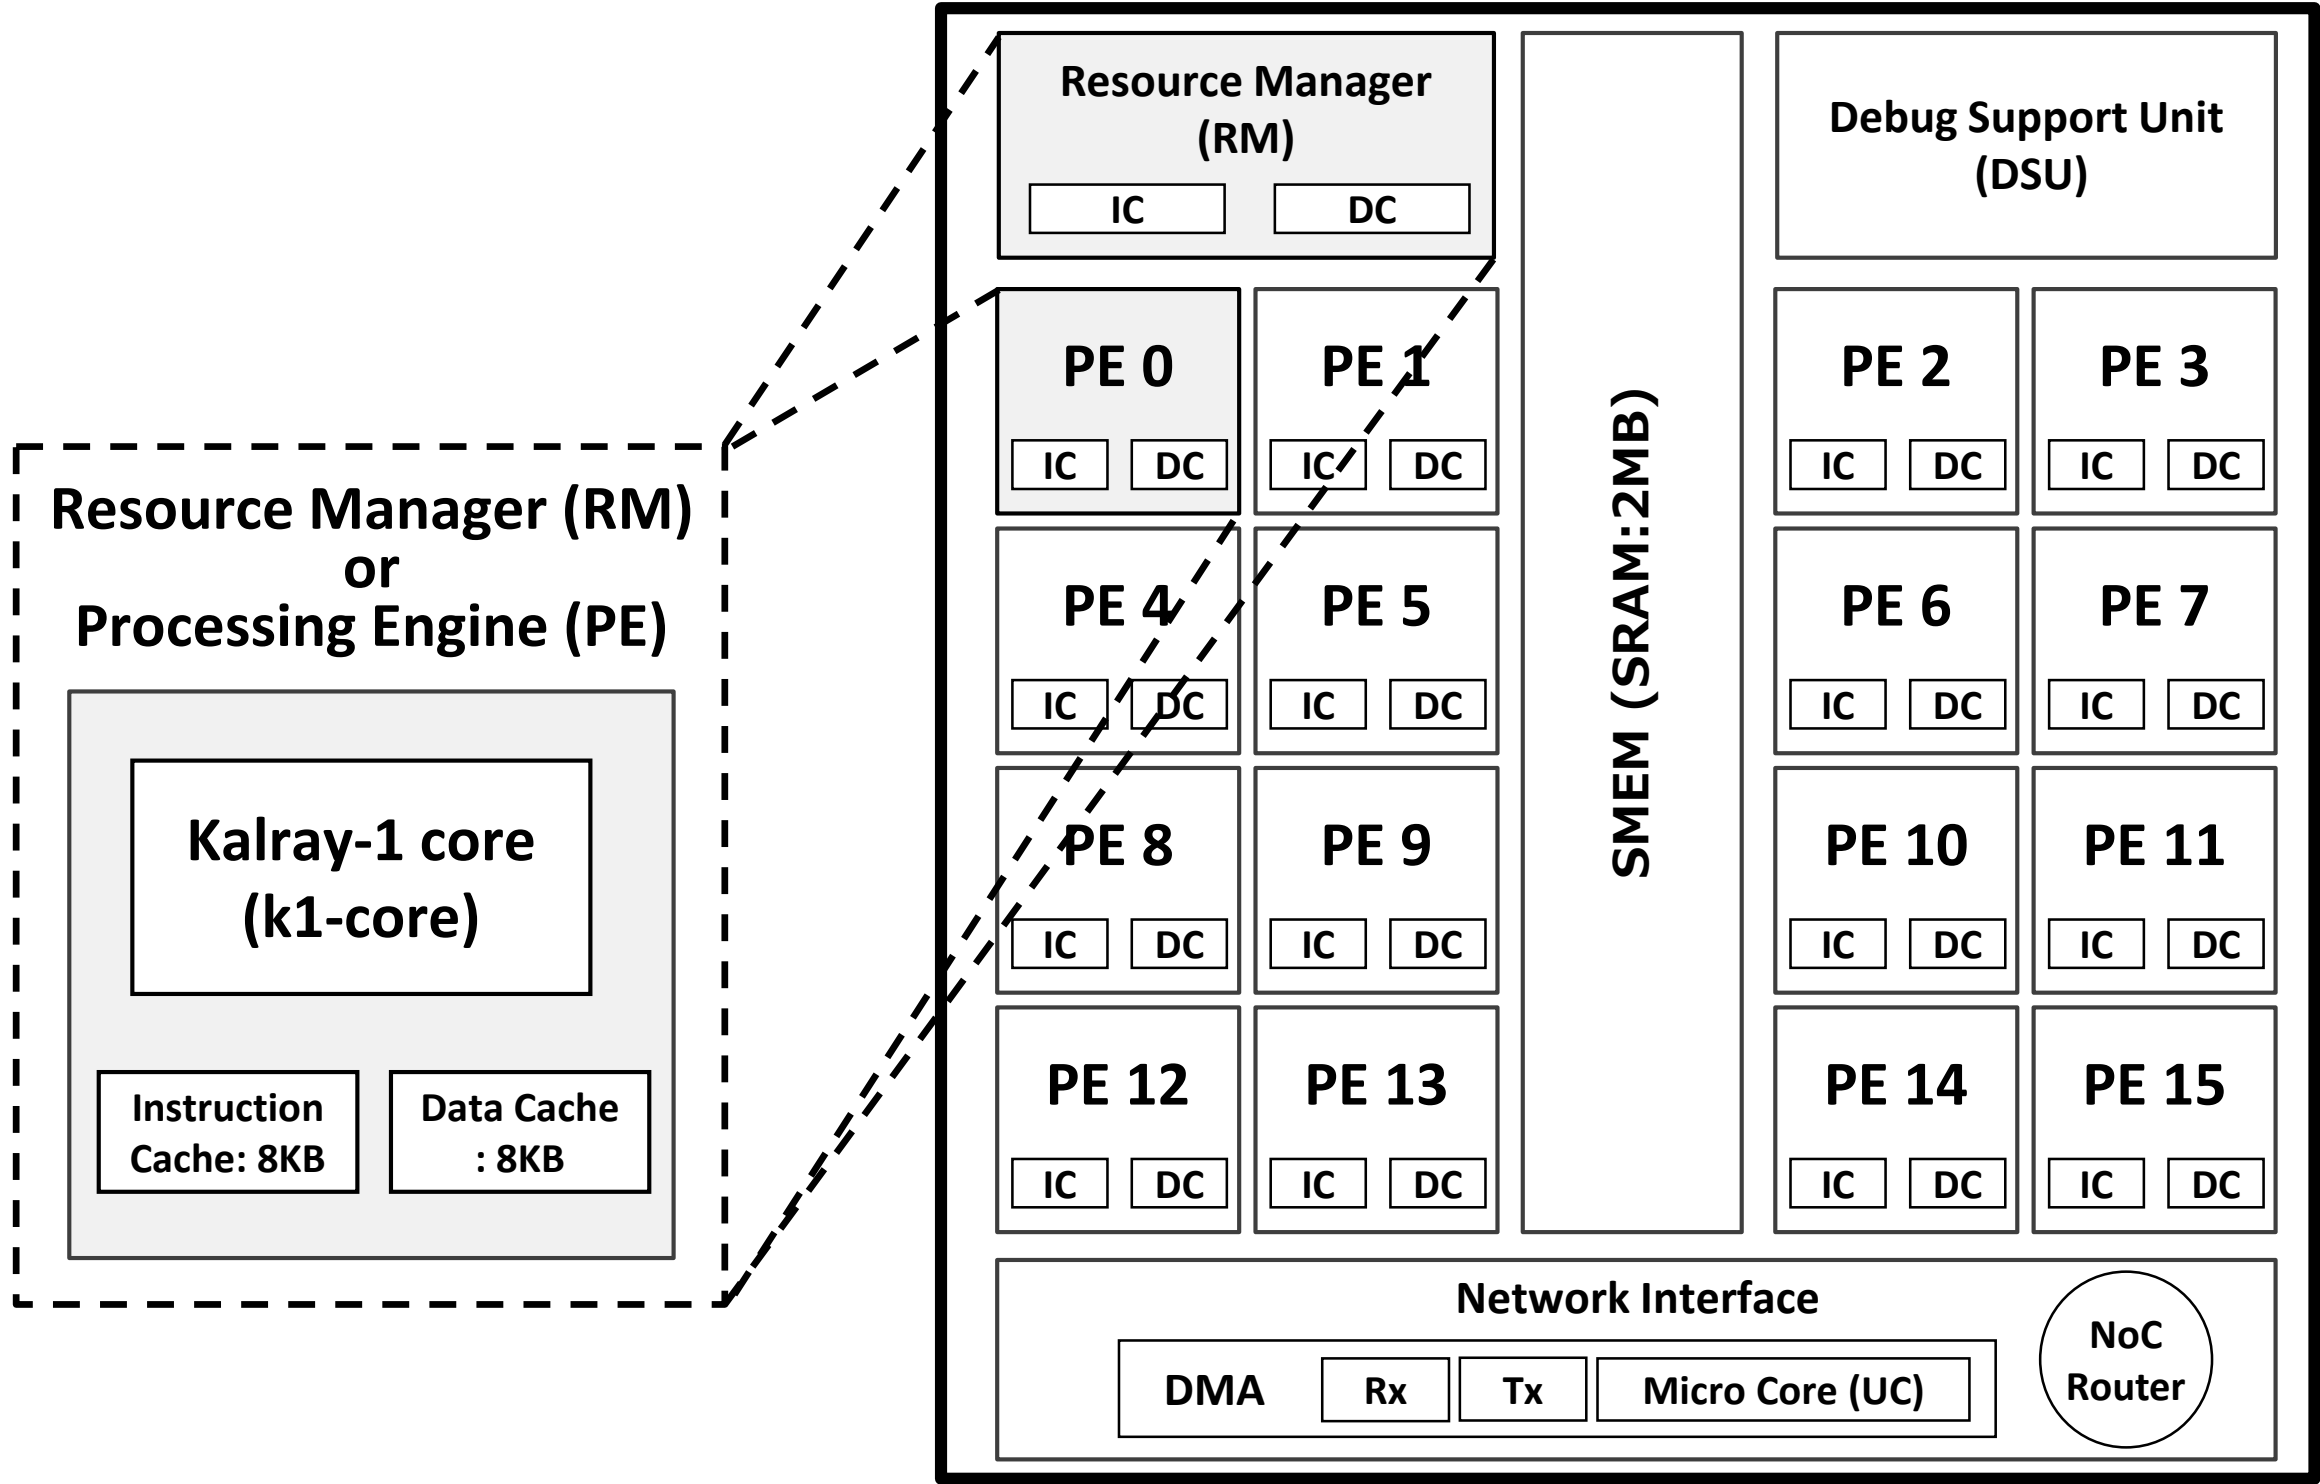 Resource Manager (RM)
or
Processing Engine (PE)
Kalray-1 core
(k1-core)
Instruction
Cache: 8KB
Data Cache
: 8KB
Resource Manager
(RM)
IC
DC
SMEM (SRAM:2MB)
Debug Support Unit
(DSU)
PE 0
IC
DC
PE 1
IC
DC
PE 2
IC
DC
PE 3
IC
DC
PE 4
IC
DC
PE 5
IC
DC
PE 6
IC
DC
PE 7
IC
DC
PE 8
IC
DC
PE 9
IC
DC
PE 10
IC
DC
PE 11
IC
DC
PE 12
IC
DC
PE 13
IC
DC
PE 14
IC
DC
PE 15
IC
DC
Network Interface
DMA
Rx
Tx
Micro Core (UC)
NoC
Router